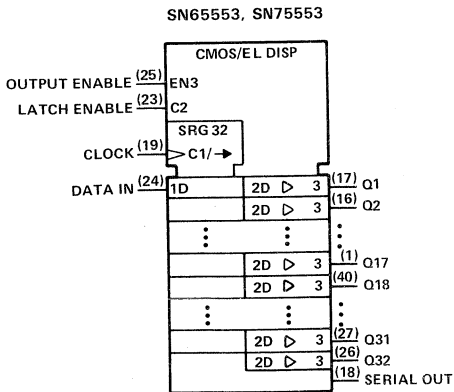 SN65553, SN75553
CMOS/EL DISP
OUTPUT ENABLE (25) EN3
LATCH ENABLE (23) C2
SRG 32
CLOCK (19) C1/
DATA IN (24) 1D 2D 3 (17) Q1
2D 3 (16) Q2
2D 3 (1) Q17
2D 3 (40) Q18
2D 3 (27) Q31
2D 3 (26) Q32
(18) SERIAL OUT